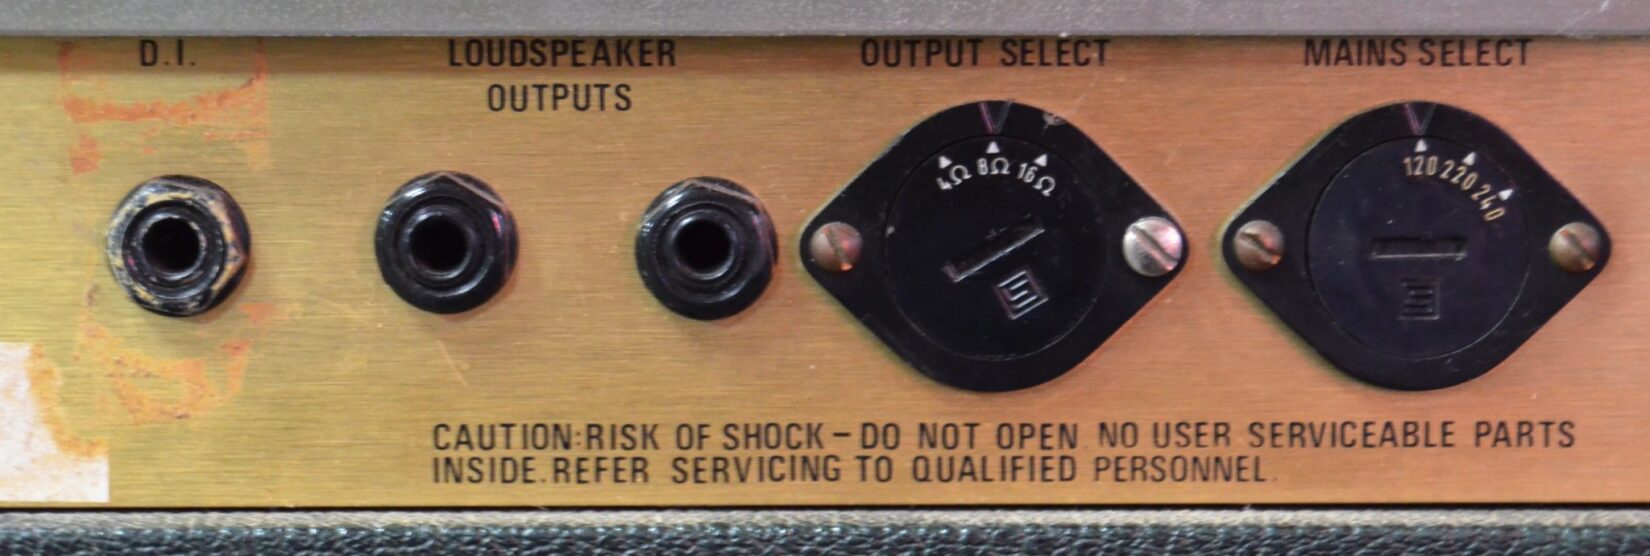 D.I.
LOUDSPEAKER
OUTPUTS
OUTPUT SELECT
MAINS SELECT
4Ω 8Ω 16Ω
120 220 240
CAUTION:RISK OF SHOCK – DO NOT OPEN. NO USER SERVICEABLE PARTS
INSIDE. REFER SERVICING TO QUALIFIED PERSONNEL.